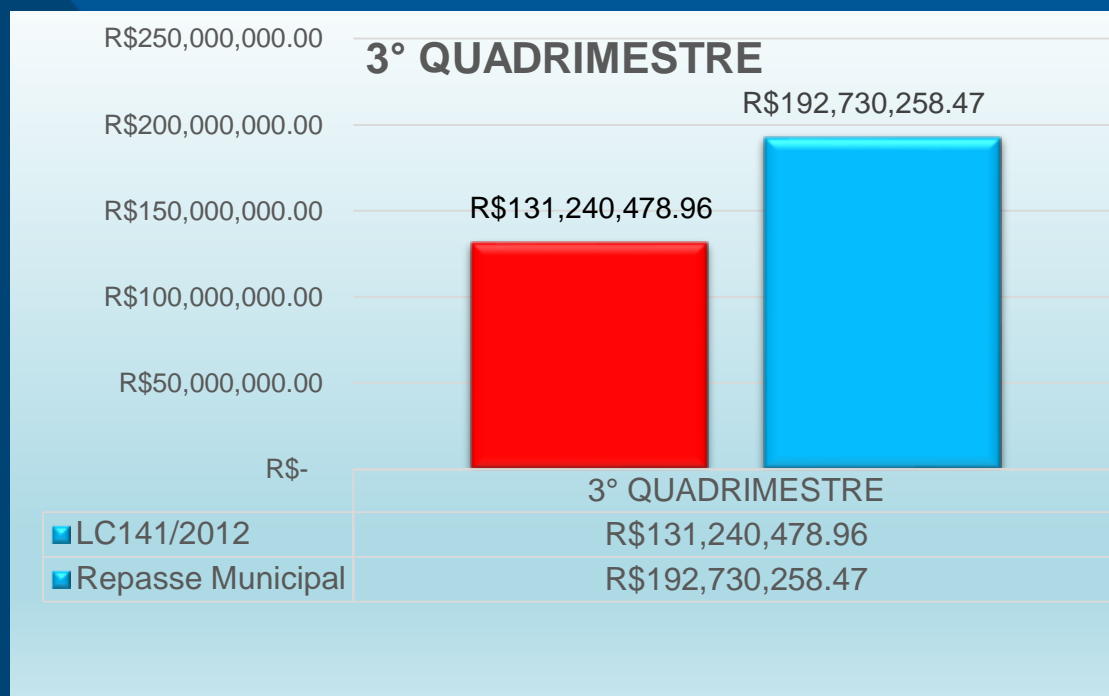 R$250,000,000.00
3° QUADRIMESTRE
R$192,730,258.47
R$200,000,000.00
R$131,240,478.96
R$150,000,000.00
R$100,000,000.00
R$50,000,000.00
R$-
3° QUADRIMESTRE
LC141/2012 R$131,240,478.96
Repasse Municipal R$192,730,258.47